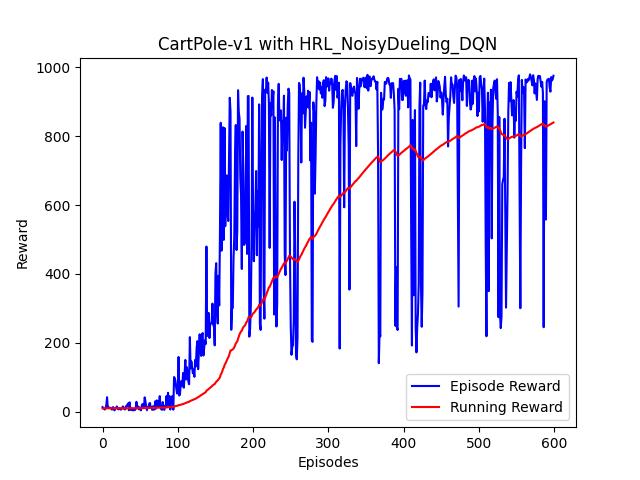 CartPole-v1 with HRL_NoisyDueling_DQN
1000
800
600
400
200
0
Reward
0 100 200 300 400 500 600
Episodes
Episode Reward
Running Reward